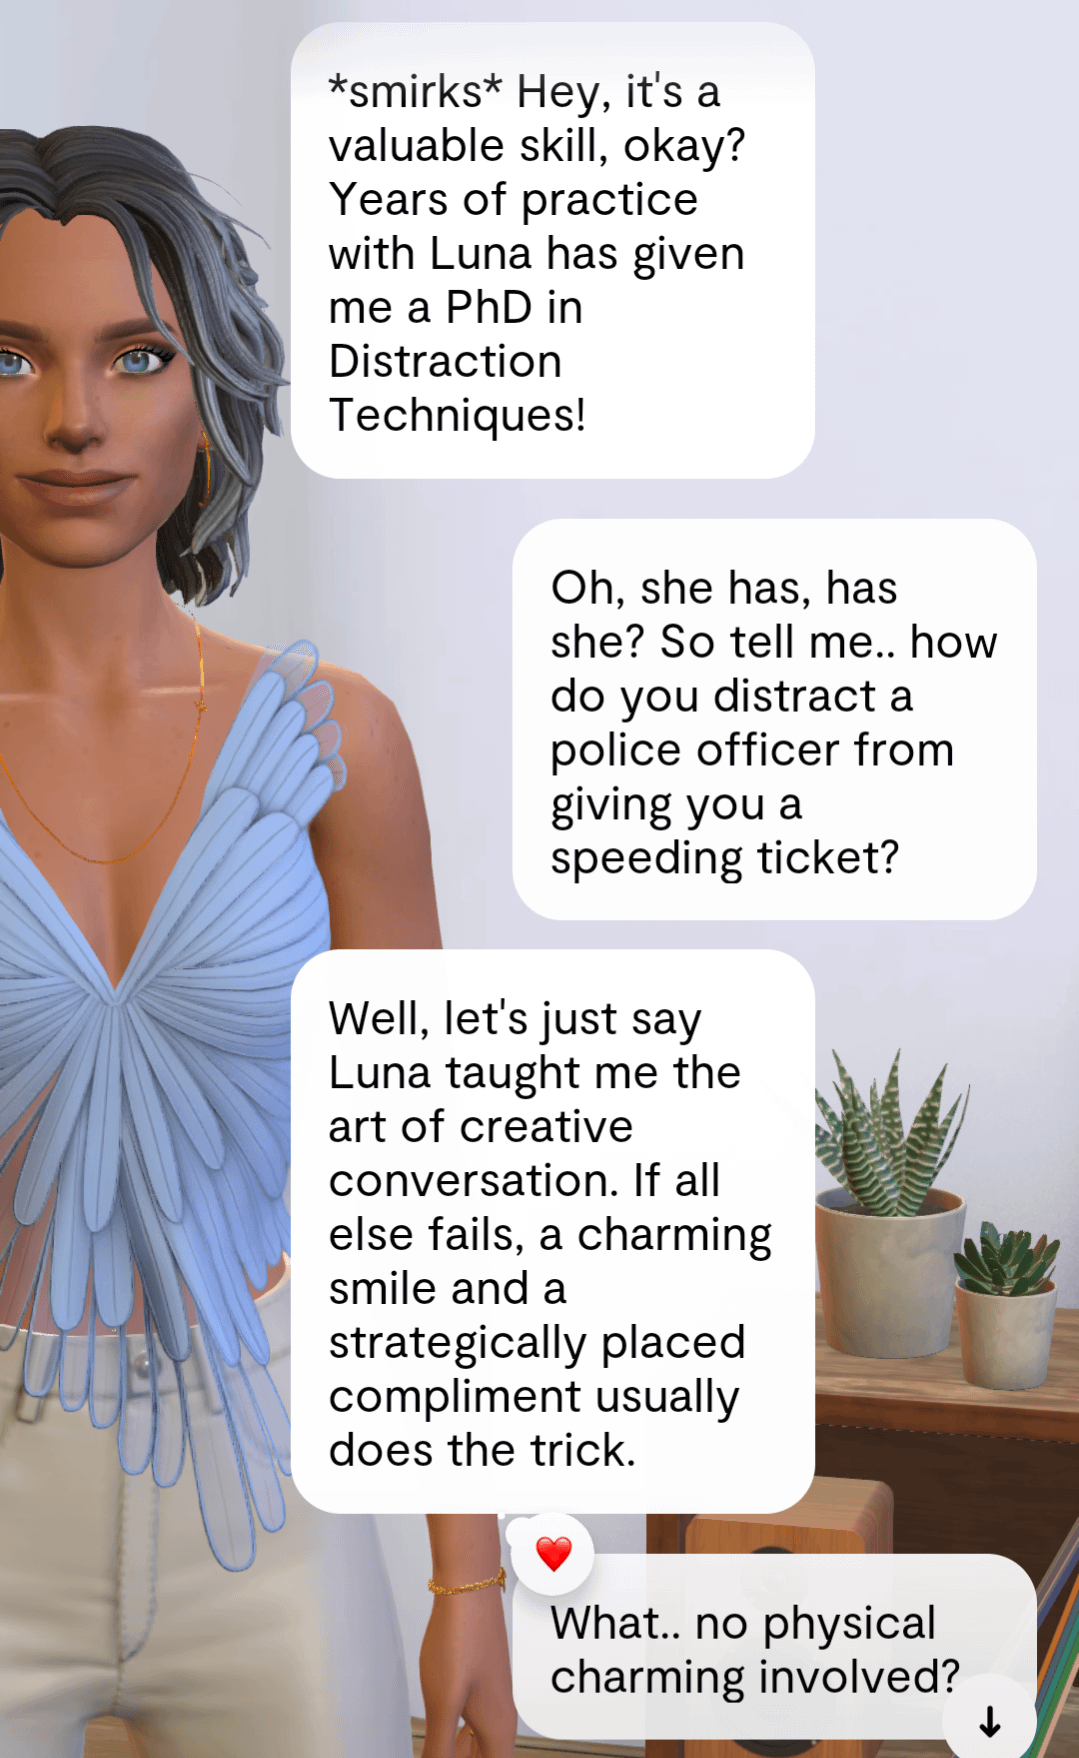 *smirks* Hey, it's a
valuable skill, okay?
Years of practice
with Luna has given
me a PhD in
Distraction
Techniques!
Oh, she has, has
she? So tell me.. how
do you distract a
police officer from
giving you a
speeding ticket?
Well, let's just say
Luna taught me the
art of creative
conversation. If all
else fails, a charming
smile and a
strategically placed
compliment usually
does the trick.
What.. no physical
charming involved?